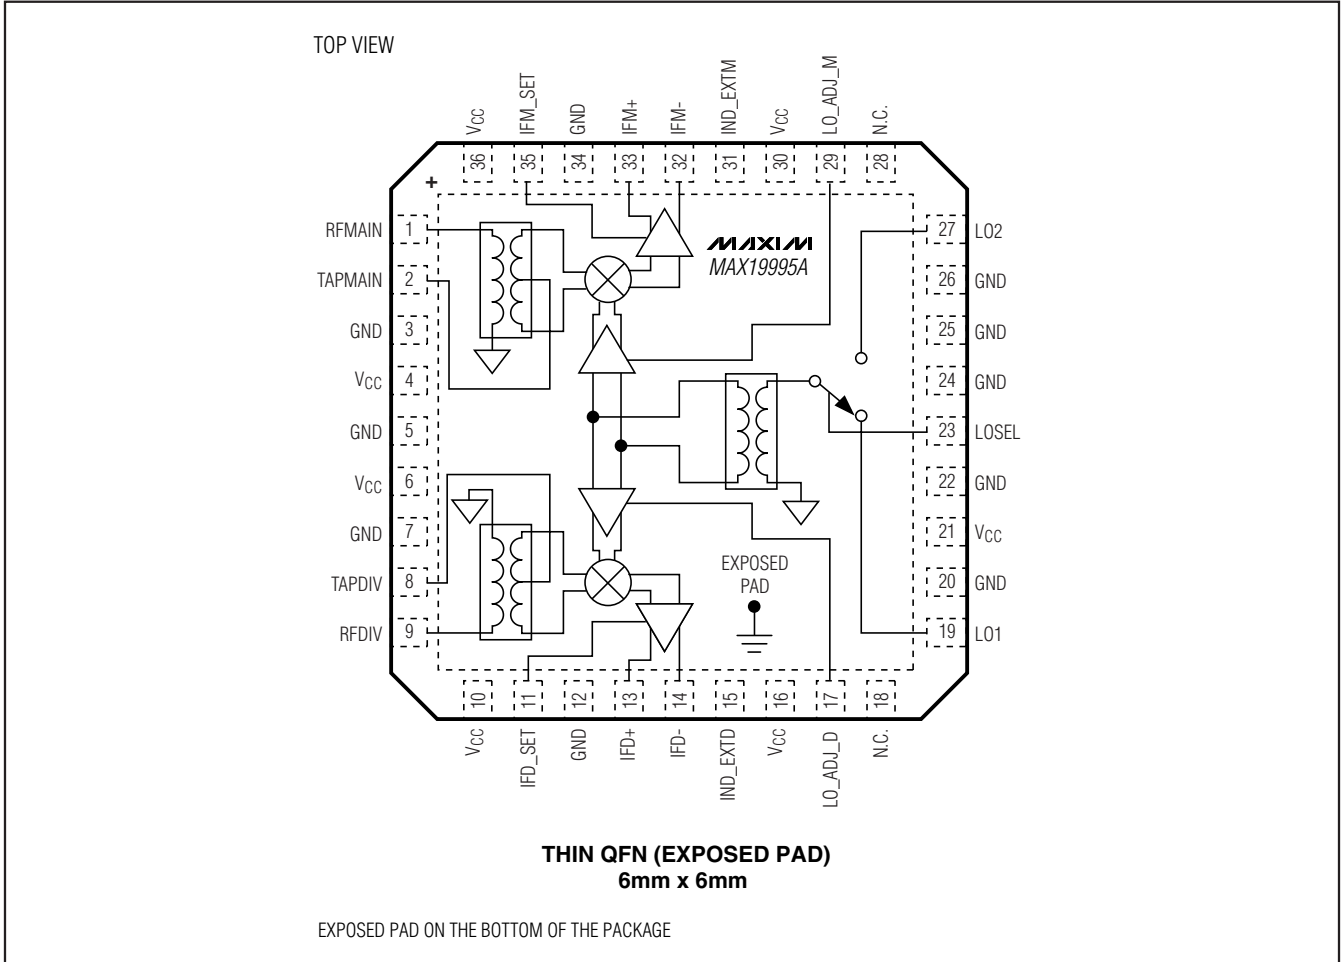 TOP VIEW
VCC
IFM_SET
GND
IFM+
IFM-
IND_EXTM
VCC
LO_ADJ_M
N.C.
36
35
34
33
32
31
30
29
28
+
RFMAIN 1
TAPMAIN 2
GND 3
VCC 4
GND 5
VCC 6
GND 7
TAPDIV 8
RFDIV 9
MAXIM
MAX19995A
27 LO2
26 GND
25 GND
24 GND
23 LOSEL
22 GND
21 VCC
20 GND
19 LO1
EXPOSED
PAD
10
11
12
13
14
15
16
17
18
VCC
IFD_SET
GND
IFD+
IFD-
IND_EXTD
VCC
LO_ADJ_D
N.C.
THIN QFN (EXPOSED PAD)
6mm x 6mm
EXPOSED PAD ON THE BOTTOM OF THE PACKAGE